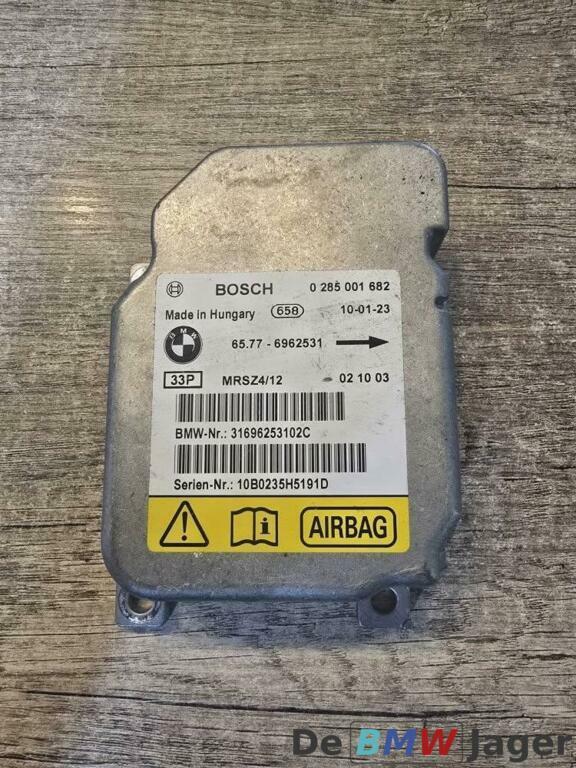 BOSCH 0 285 001 682
Made in Hungary 658 10-01-23
BMW 65.77 - 6962531
33P MRSZ4/12 02 10 03
BMW-Nr.: 31696253102C
Serien-Nr.: 10B0235H5191D
AIRBAG
De BMW Jager